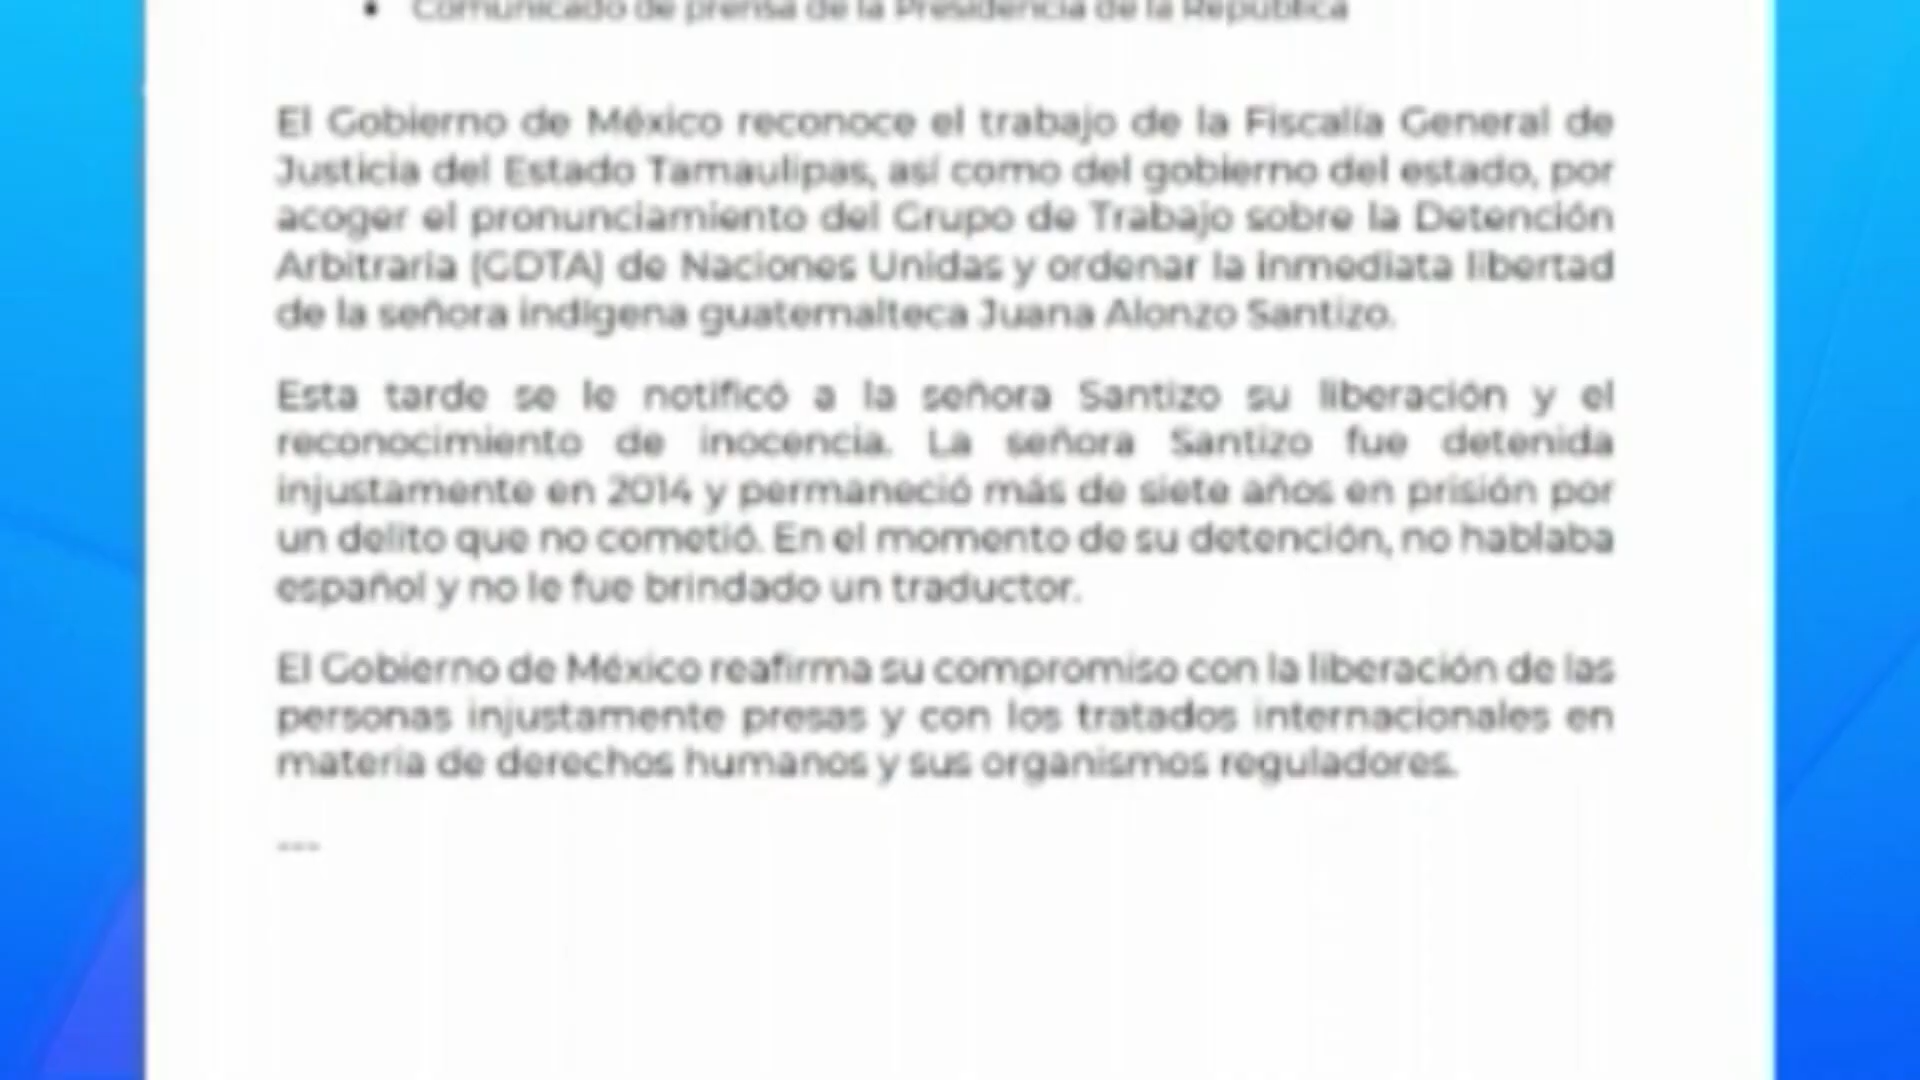 • Comunicado de prensa de la Presidencia de la República
El Gobierno de México reconoce el trabajo de la Fiscalía General de
Justicia del Estado Tamaulipas, así como del gobierno del estado, por
acoger el pronunciamiento del Grupo de Trabajo sobre la Detención
Arbitraria (GDTA) de Naciones Unidas y ordenar la inmediata libertad
de la señora indígena guatemalteca Juana Alonzo Santizo.
Esta tarde se le notificó a la señora Santizo su liberación y el
reconocimiento de inocencia. La señora Santizo fue detenida
injustamente en 2014 y permaneció más de siete años en prisión por
un delito que no cometió. En el momento de su detención, no hablaba
español y no le fue brindado un traductor.
El Gobierno de México reafirma su compromiso con la liberación de las
personas injustamente presas y con los tratados internacionales en
materia de derechos humanos y sus organismos reguladores.
---